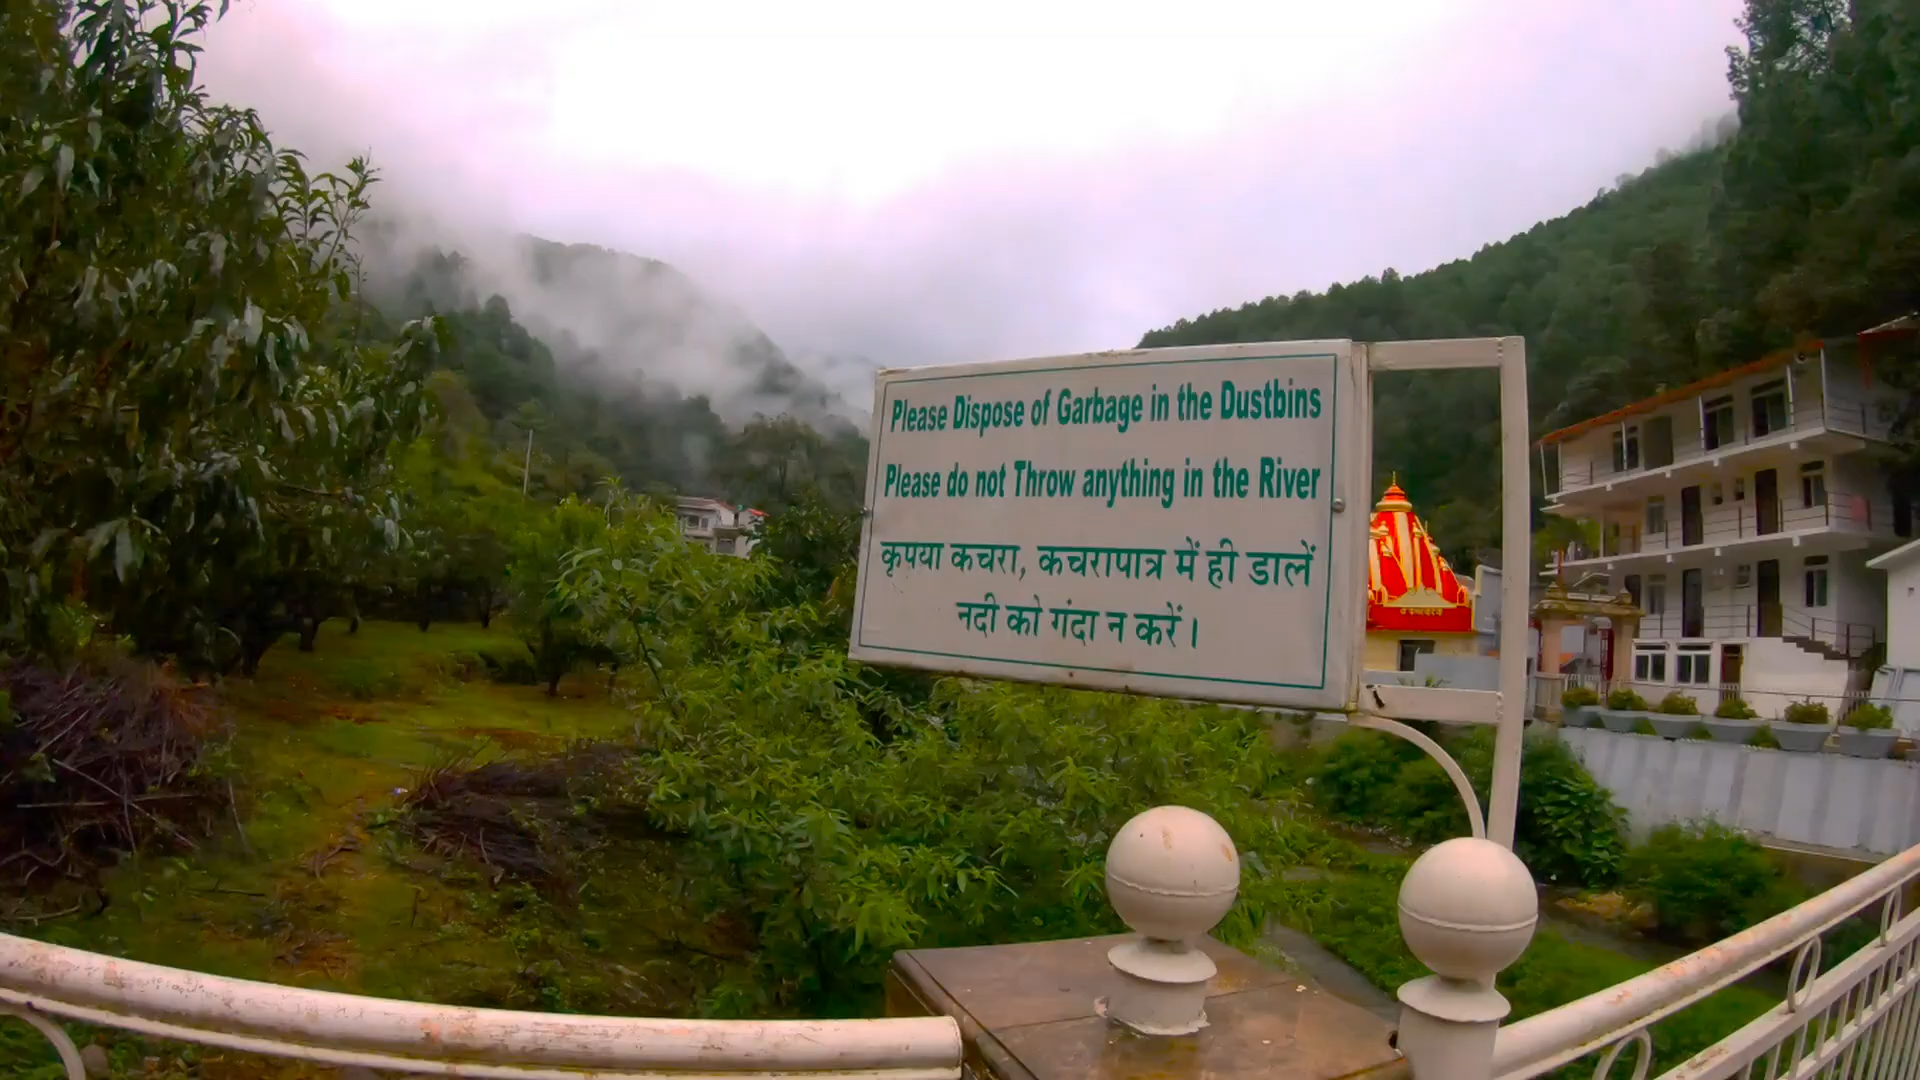 Please Dispose of Garbage in the Dustbins
Please do not Throw anything in the River
कृपया कचरा, कचरापात्र में ही डालें
नदी को गंदा न करें।